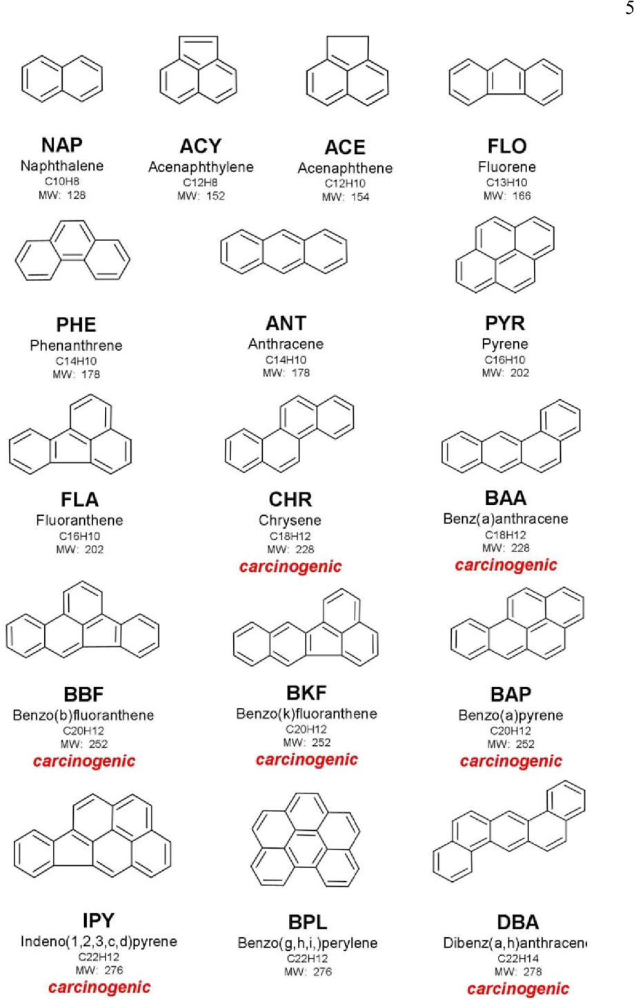 5
NAP
Naphthalene
C10H8
MW: 128
ACY
Acenaphthylene
C12H8
MW: 152
ACE
Acenaphthene
C12H10
MW: 154
FLO
Fluorene
C13H10
MW: 166
PHE
Phenanthrene
C14H10
MW: 178
ANT
Anthracene
C14H10
MW: 178
PYR
Pyrene
C16H10
MW: 202
FLA
Fluoranthene
C16H10
MW: 202
CHR
Chrysene
C18H12
MW: 228
carcinogenic
BAA
Benz(a)anthracene
C18H12
MW: 228
carcinogenic
BBF
Benzo(b)fluoranthene
C20H12
MW: 252
carcinogenic
BKF
Benzo(k)fluoranthene
C20H12
MW: 252
carcinogenic
BAP
Benzo(a)pyrene
C20H12
MW: 252
carcinogenic
IPY
Indeno(1,2,3,c,d)pyrene
C22H12
MW: 276
carcinogenic
BPL
Benzo(g,h,i,)perylene
C22H12
MW: 276
DBA
Dibenz(a,h)anthracen
C22H14
MW: 278
carcinogenic